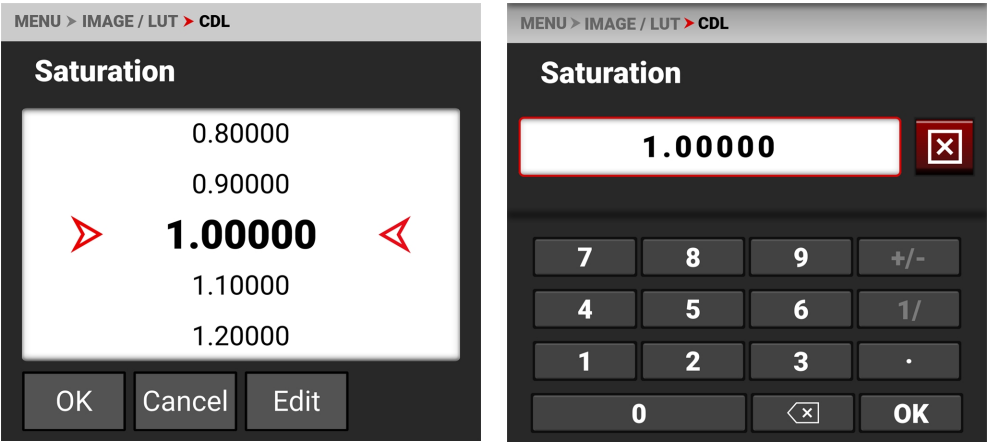 MENU > IMAGE / LUT > CDL
Saturation
0.80000
0.90000
1.00000
1.10000
1.20000
OK Cancel Edit
MENU > IMAGE / LUT > CDL
Saturation
1.00000
7 8 9 +/-
4 5 6 1/
1 2 3 .
0 OK